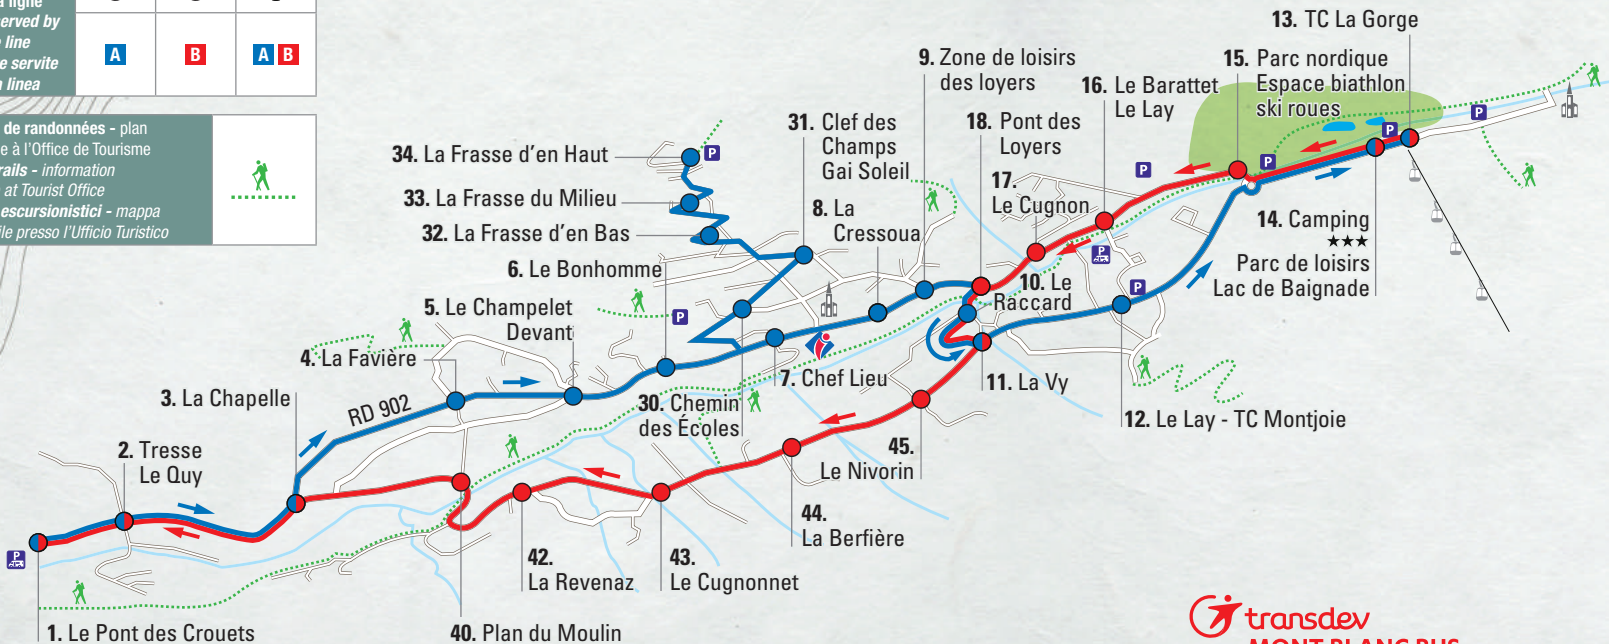 la ligne
served by
line
e servite
linea
A
B
A B
de randonnées - plan
e à l'Office de Tourisme
rails - information
at Tourist Office
escursionistici - mappa
ile presso l'Ufficio Turistico
13. TC La Gorge
9. Zone de loisirs
des loyers
15. Parc nordique
Espace biathlon
ski roues
16. Le Barattet
Le Lay
31. Clef des
Champs
Gai Soleil
18. Pont des
Loyers
34. La Frasse d'en Haut
P
33. La Frasse du Milieu
32. La Frasse d'en Bas
8. La
Cressoua
17.
Le Cugnon
P
P
P
P
P
14. Camping
★★★
Parc de loisirs
Lac de Baignade
6. Le Bonhomme
10. Le
Raccard
P
5. Le Champelet
Devant
P
4. La Favière
7. Chef Lieu
11. La Vy
3. La Chapelle
RD 902
30. Chemin
des Écoles
12. Le Lay - TC Montjoie
2. Tresse
Le Quy
45.
Le Nivorin
44.
La Berfière
P
42.
La Revenaz
43.
Le Cugnonnet
1. Le Pont des Crouets
40. Plan du Moulin
transdev
MONT BLANC BUS